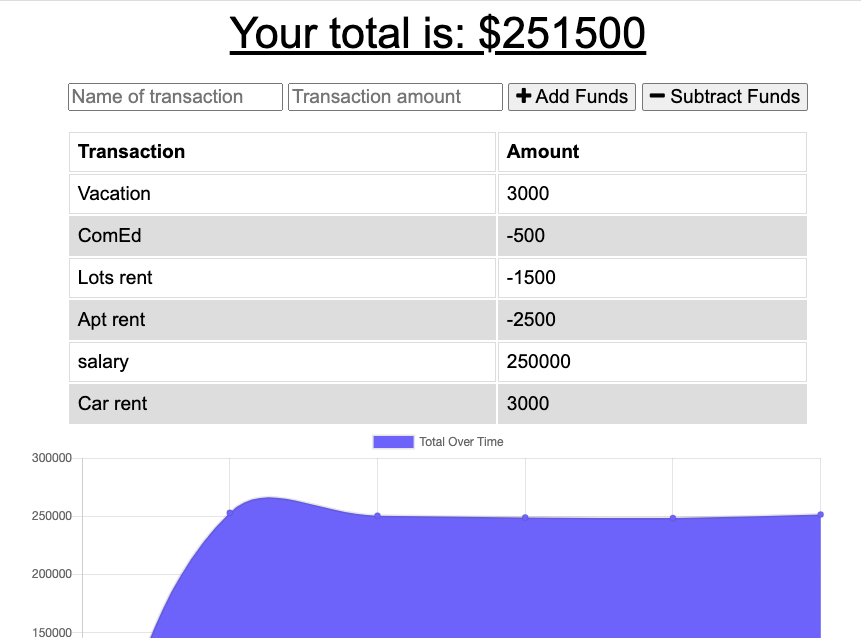 Your total is: $251500
Name of transaction Transaction amount Add Funds Subtract Funds
Transaction Amount
Vacation 3000
ComEd -500
Lots rent -1500
Apt rent -2500
salary 250000
Car rent 3000
Total Over Time
300000
250000
200000
150000